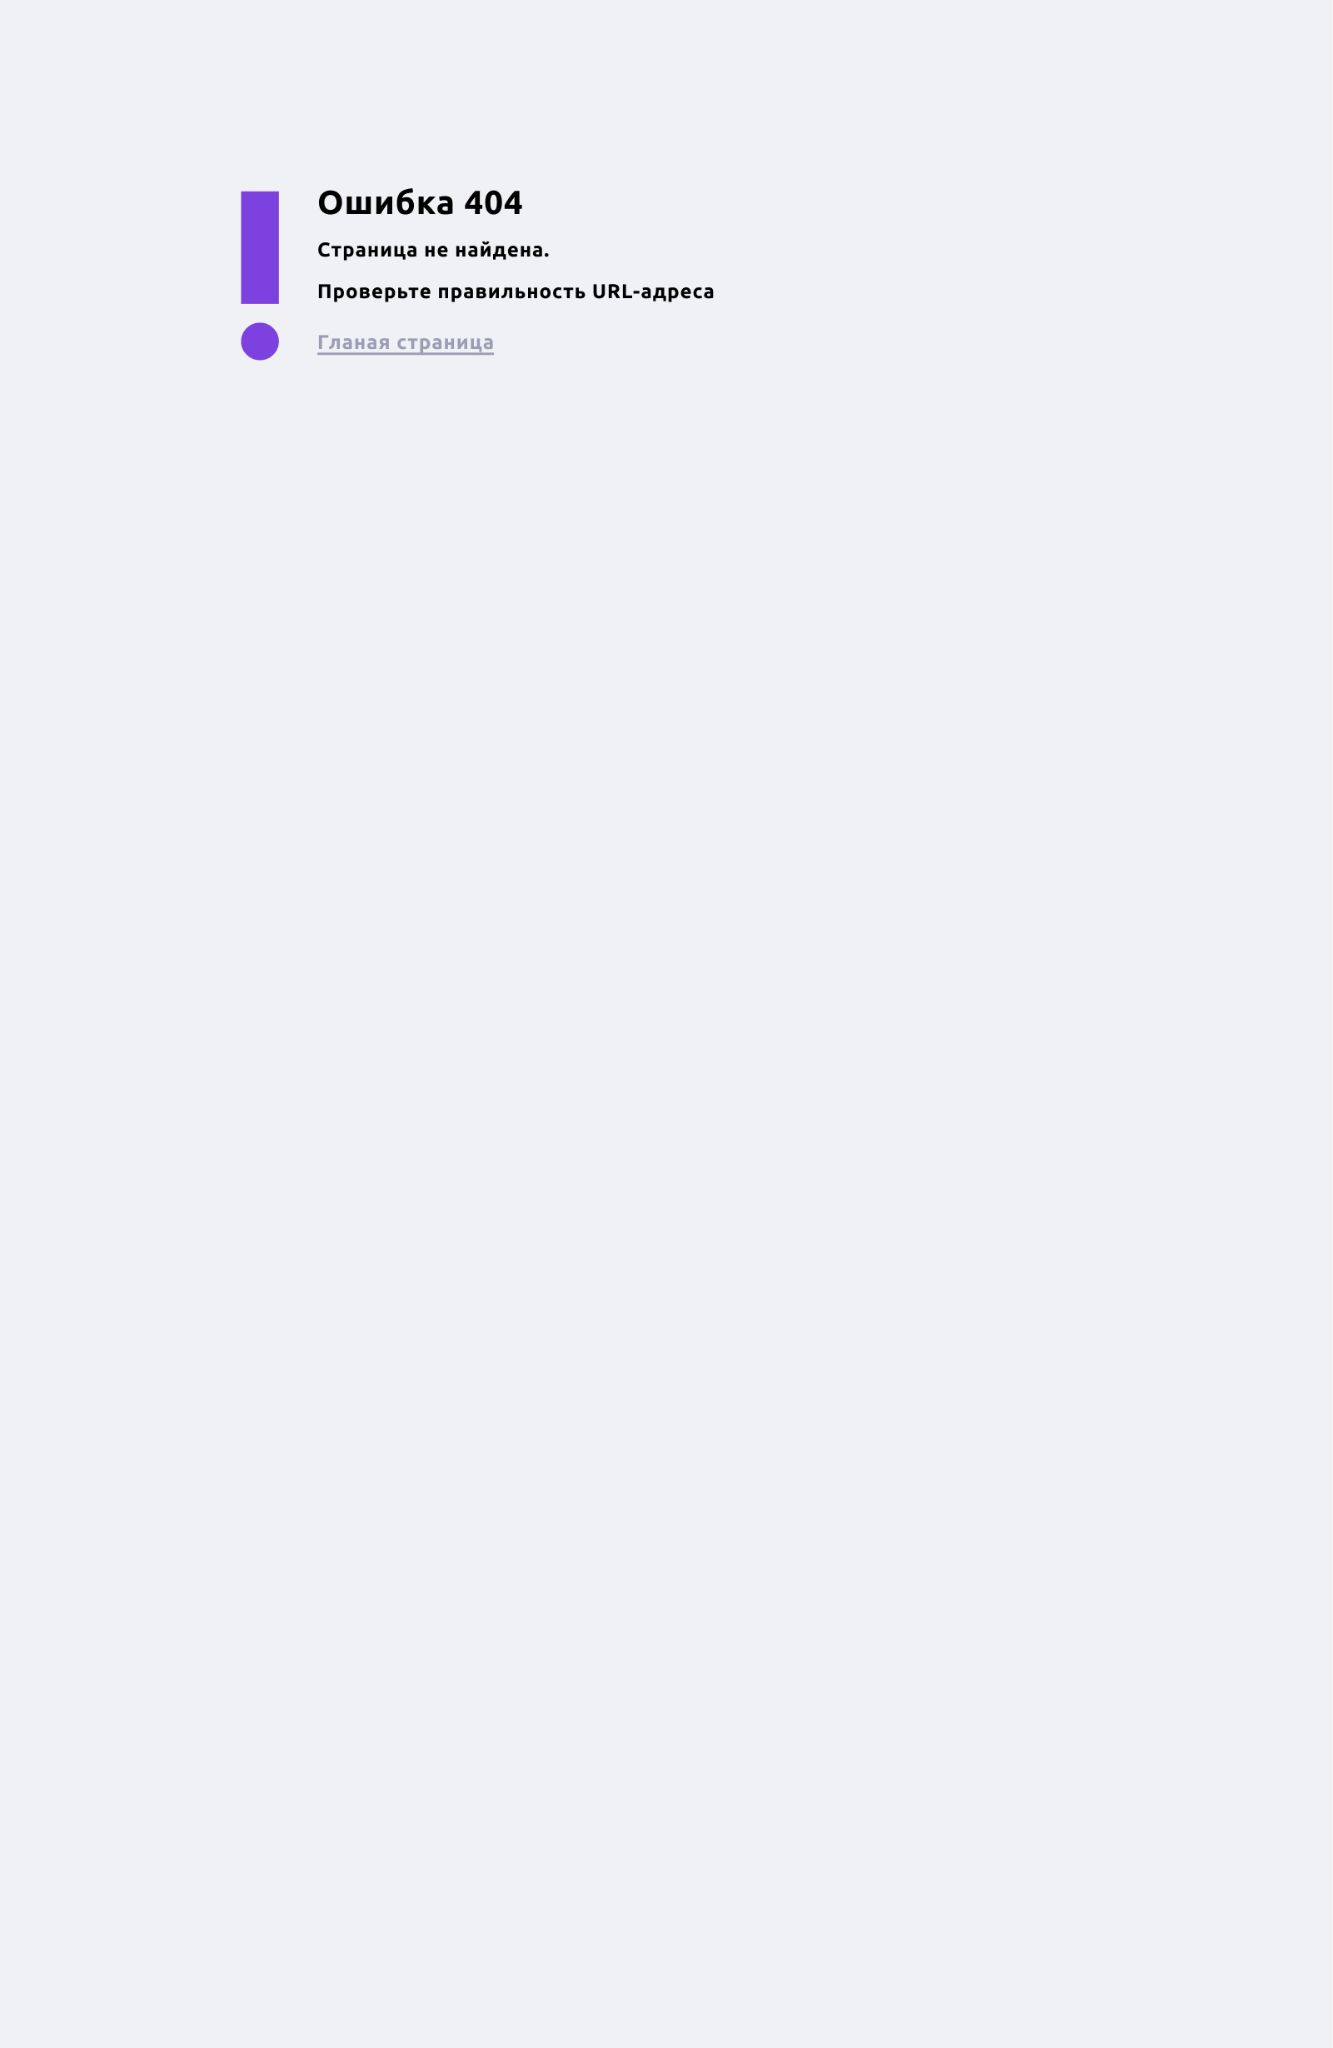 Ошибка 404
Страница не найдена.
Проверьте правильность URL-адреса
Гланая страница